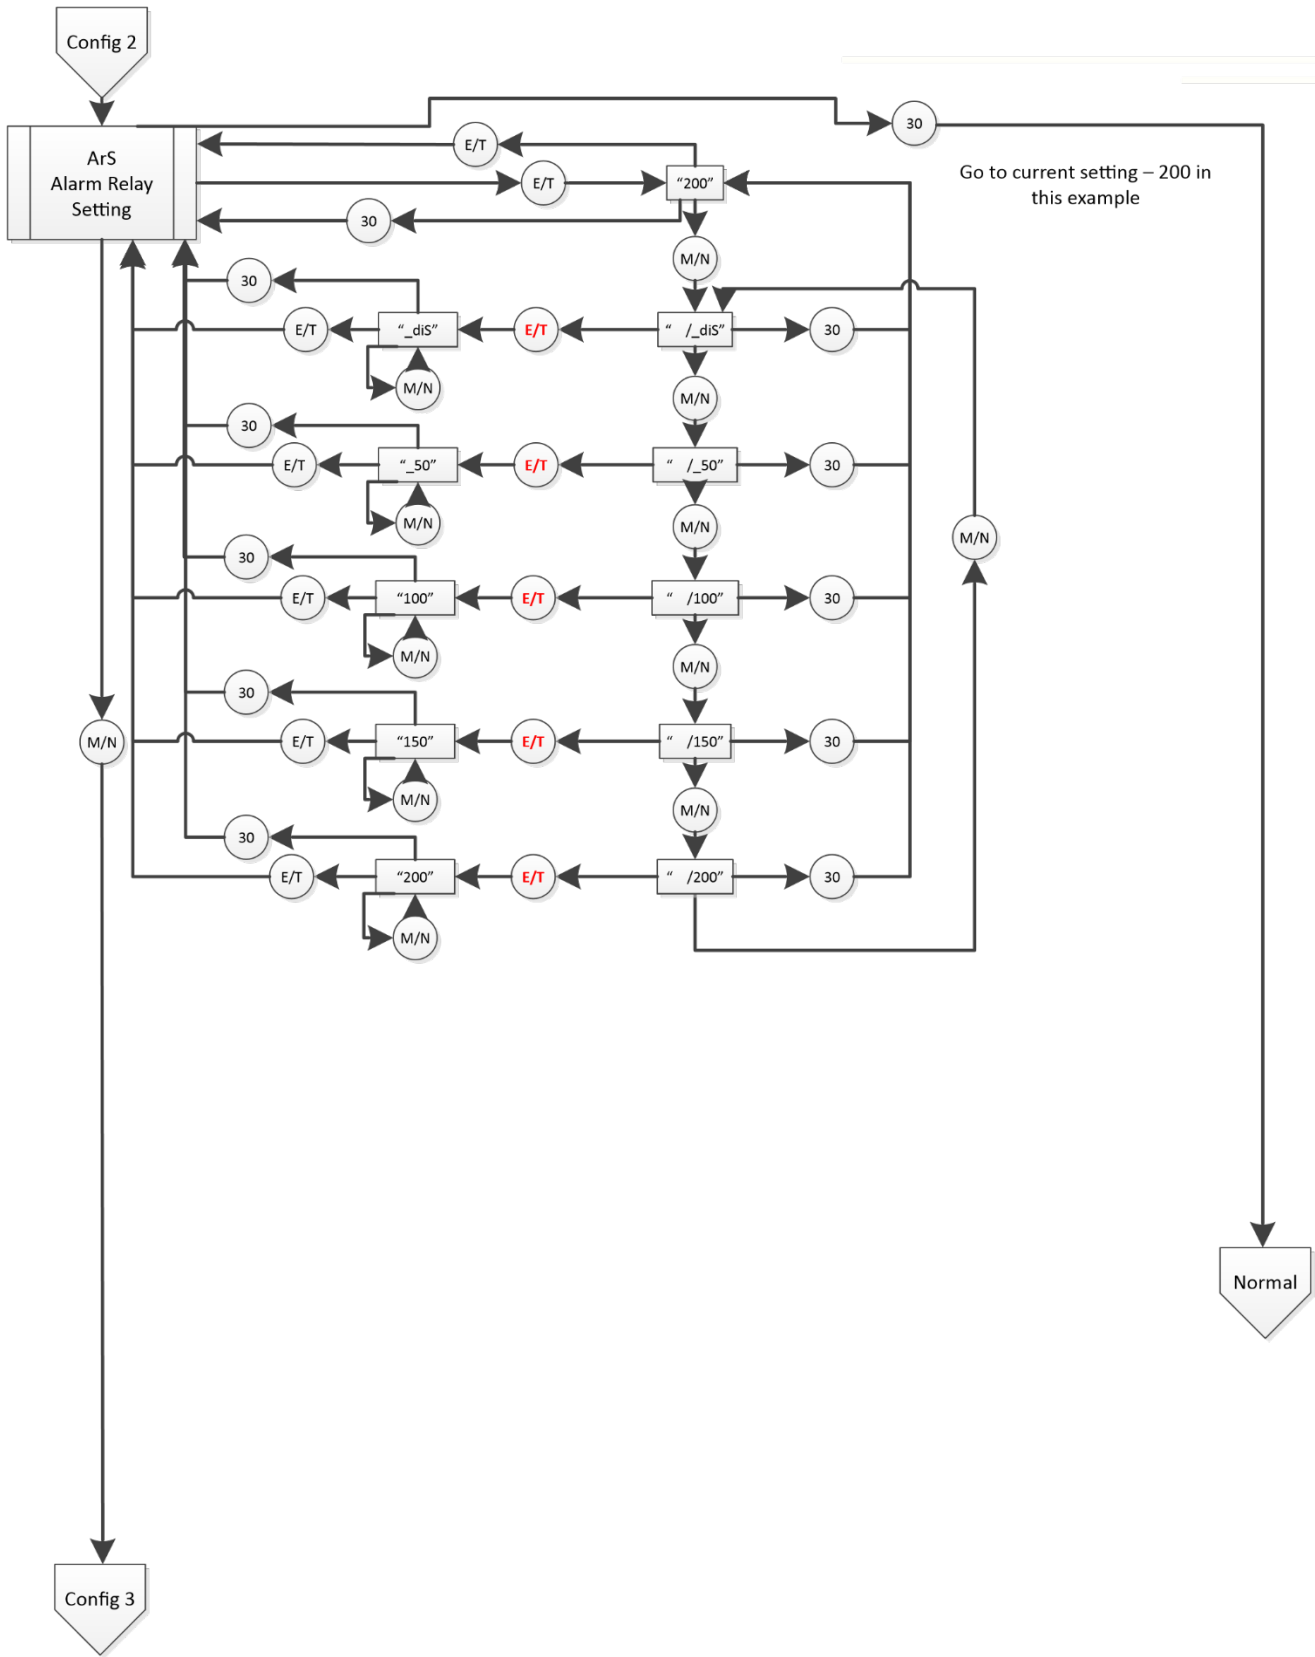 Config 2
30
E/T
ArS
Alarm Relay
Setting
E/T
“200”
Go to current setting – 200 in
this example
30
M/N
30
E/T
“_diS”
E/T
“ /_diS”
30
M/N
M/N
30
E/T
“_50”
E/T
“ /_50”
30
M/N
M/N
M/N
30
E/T
“100”
E/T
“ /100”
30
M/N
M/N
30
M/N
E/T
“150”
E/T
“ /150”
30
M/N
M/N
30
E/T
“200”
E/T
“ /200”
30
M/N
Normal
Config 3